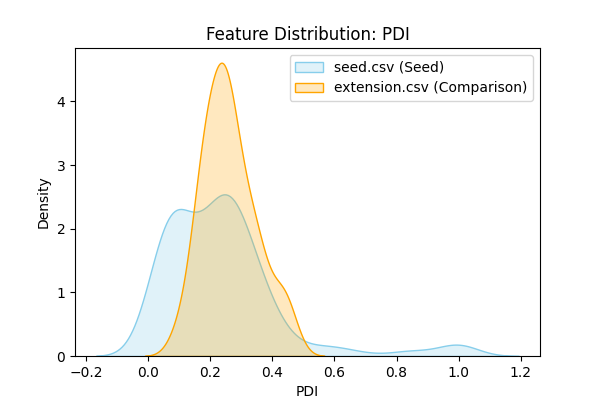 Feature Distribution: PDI
seed.csv (Seed)
extension.csv (Comparison)
Density
4
3
2
1
0
−0.2 0.0 0.2 0.4 0.6 0.8 1.0 1.2
PDI